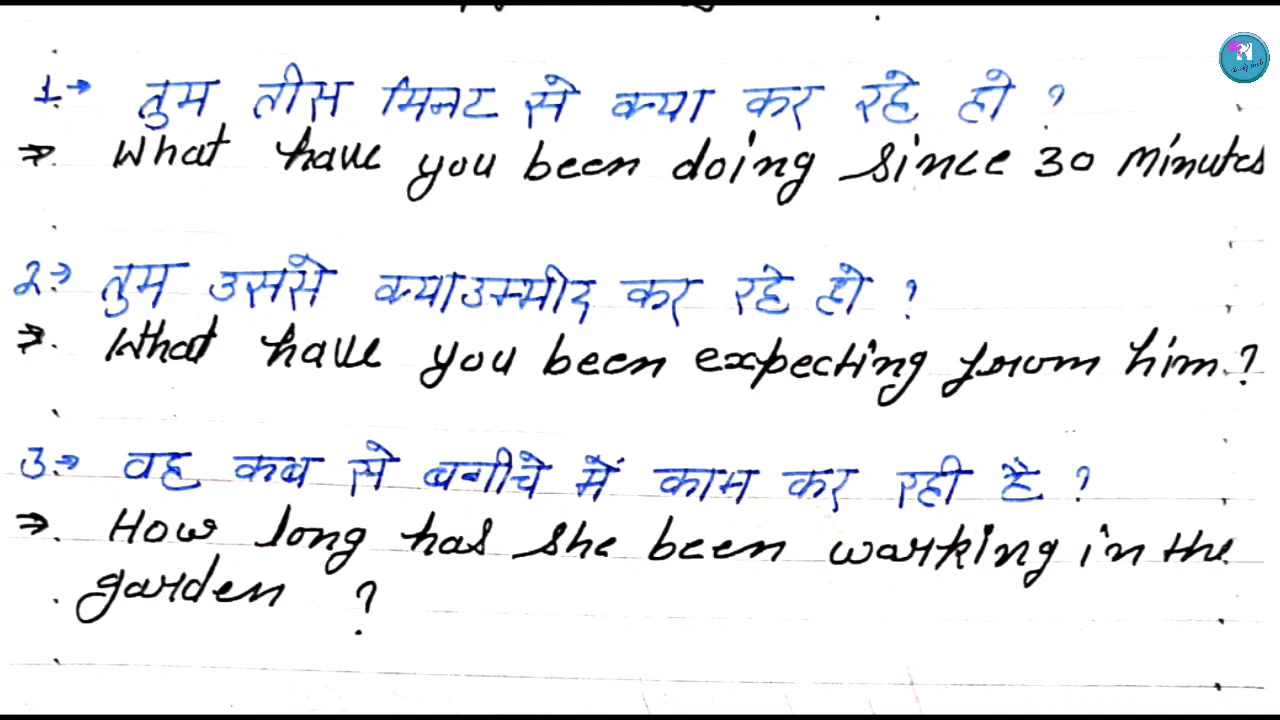 1.→ तुम तीस मिनट से क्या कर रहे हो ?
⇒. What have you been doing since 30 Minutes
2.→ तुम उससे क्या उम्मीद कर रहे हो ?
⇒. What have you been expecting from him ?
3.→ वह कब से बगीचे में काम कर रही है ?
⇒. How long has she been working in the
garden ?